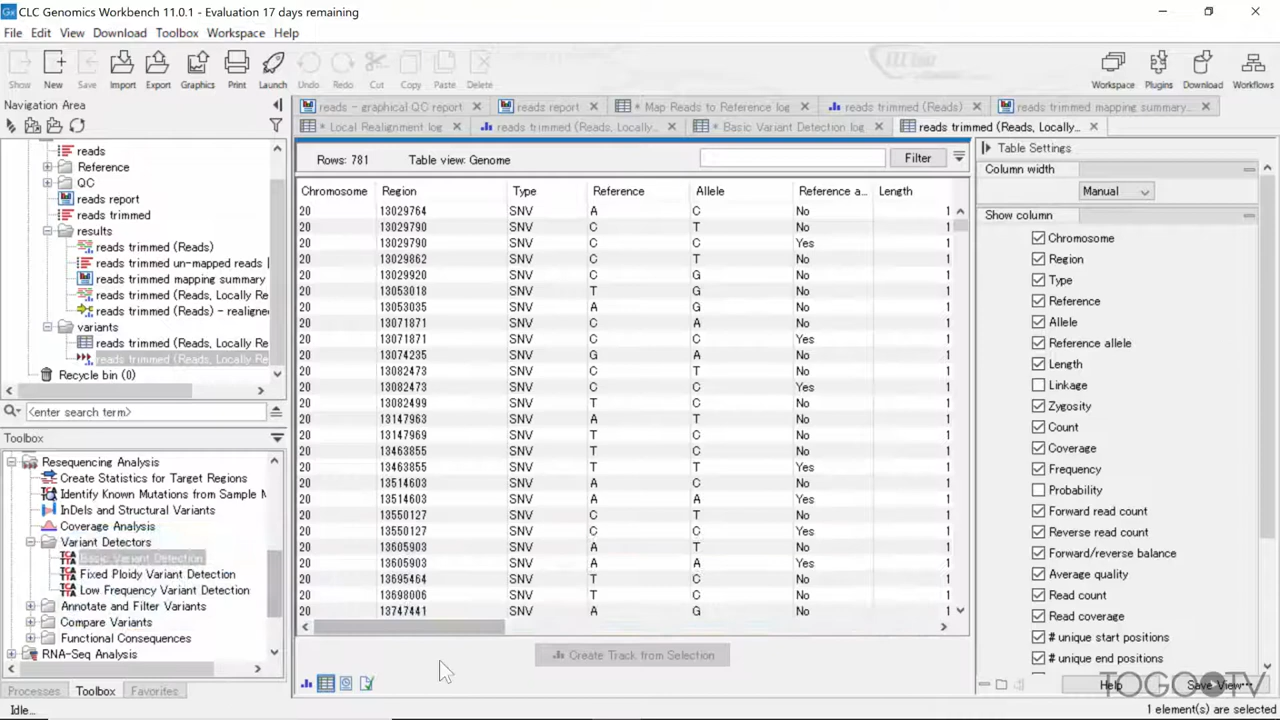 CLC Genomics Workbench 11.0.1 - Evaluation 17 days remaining
File Edit View Download Toolbox Workspace Help
Show New Save Import Export Graphics Print Launch Undo Redo Cut Copy Paste Delete Workspace Plugins Download Workflows
Navigation Area
reads - graphical QC report
reads report
* Map Reads to Reference log
reads trimmed (Reads)
reads trimmed mapping summary...
* Local Realignment log
reads trimmed (Reads, Locally...
* Basic Variant Detection log
reads trimmed (Reads, Locally...
reads
Reference
QC
reads report
reads trimmed
results
reads trimmed (Reads)
reads trimmed un-mapped reads
reads trimmed mapping summary
reads trimmed (Reads, Locally Re
reads trimmed (Reads) - realigne
variants
reads trimmed (Reads, Locally Re
reads trimmed (Reads, Locally Re
Recycle bin (0)
<enter search term>
Toolbox
Resequencing Analysis
Create Statistics for Target Regions
Identify Known Mutations from Sample M
InDels and Structural Variants
Coverage Analysis
Variant Detectors
Basic Variant Detection
Fixed Ploidy Variant Detection
Low Frequency Variant Detection
Annotate and Filter Variants
Compare Variants
Functional Consequences
RNA-Seq Analysis
Processes Toolbox Favorites
Idle...
Rows: 781 Table view: Genome Filter
Chromosome Region Type Reference Allele Reference a... Length
20 13029764 SNV A C No 1
20 13029790 SNV C T No 1
20 13029790 SNV C C Yes 1
20 13029862 SNV C T No 1
20 13029920 SNV C G No 1
20 13053018 SNV T G No 1
20 13053035 SNV A G No 1
20 13071871 SNV C A No 1
20 13071871 SNV C C Yes 1
20 13074235 SNV G A No 1
20 13082473 SNV C T No 1
20 13082473 SNV C C Yes 1
20 13082499 SNV T C No 1
20 13147963 SNV A T No 1
20 13147969 SNV T C No 1
20 13463855 SNV T C No 1
20 13463855 SNV T T Yes 1
20 13514603 SNV A C No 1
20 13514603 SNV A A Yes 1
20 13550127 SNV C T No 1
20 13550127 SNV C C Yes 1
20 13605903 SNV A T No 1
20 13605903 SNV A A Yes 1
20 13695464 SNV T C No 1
20 13698006 SNV T C No 1
20 13747441 SNV A G No 1
Create Track from Selection
Table Settings
Column width
Manual
Show column
Chromosome
Region
Type
Reference
Allele
Reference allele
Length
Linkage
Zygosity
Count
Coverage
Frequency
Probability
Forward read count
Reverse read count
Forward/reverse balance
Average quality
Read count
Read coverage
# unique start positions
# unique end positions
Help Save View...
TOGOTV
1 element(s) are selected